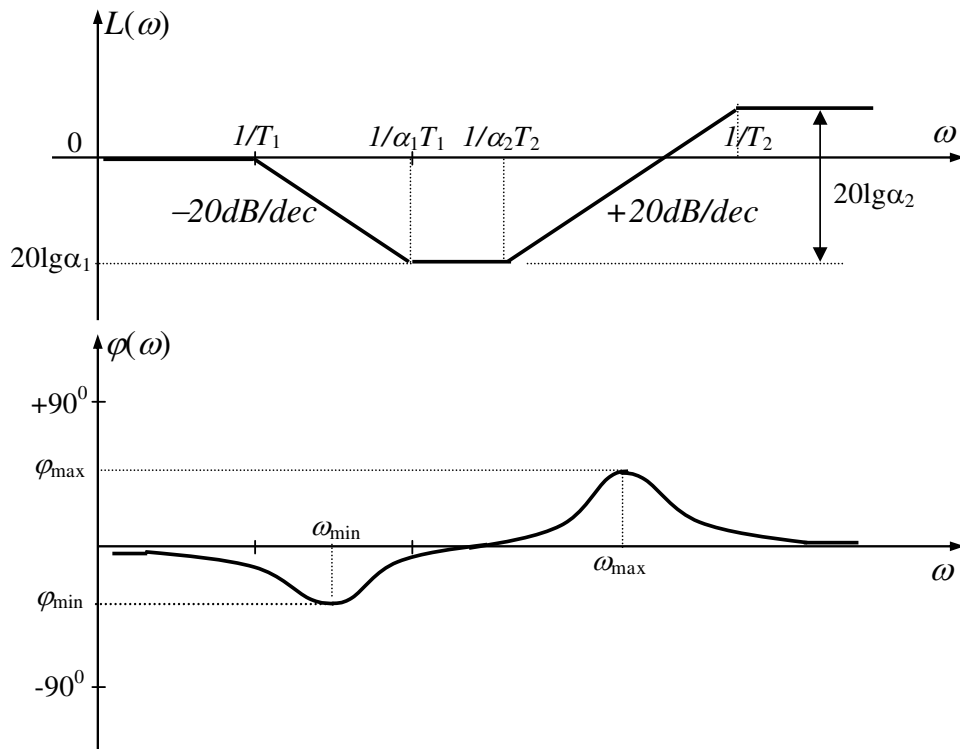 L(ω)
0
1/T₁
1/α₁T₁
1/α₂T₂
1/T₂
ω
–20dB/dec
+20dB/dec
20lgα₂
20lgα₁
φ(ω)
+90⁰
φmax
ωmin
ωmax
ω
φmin
-90⁰